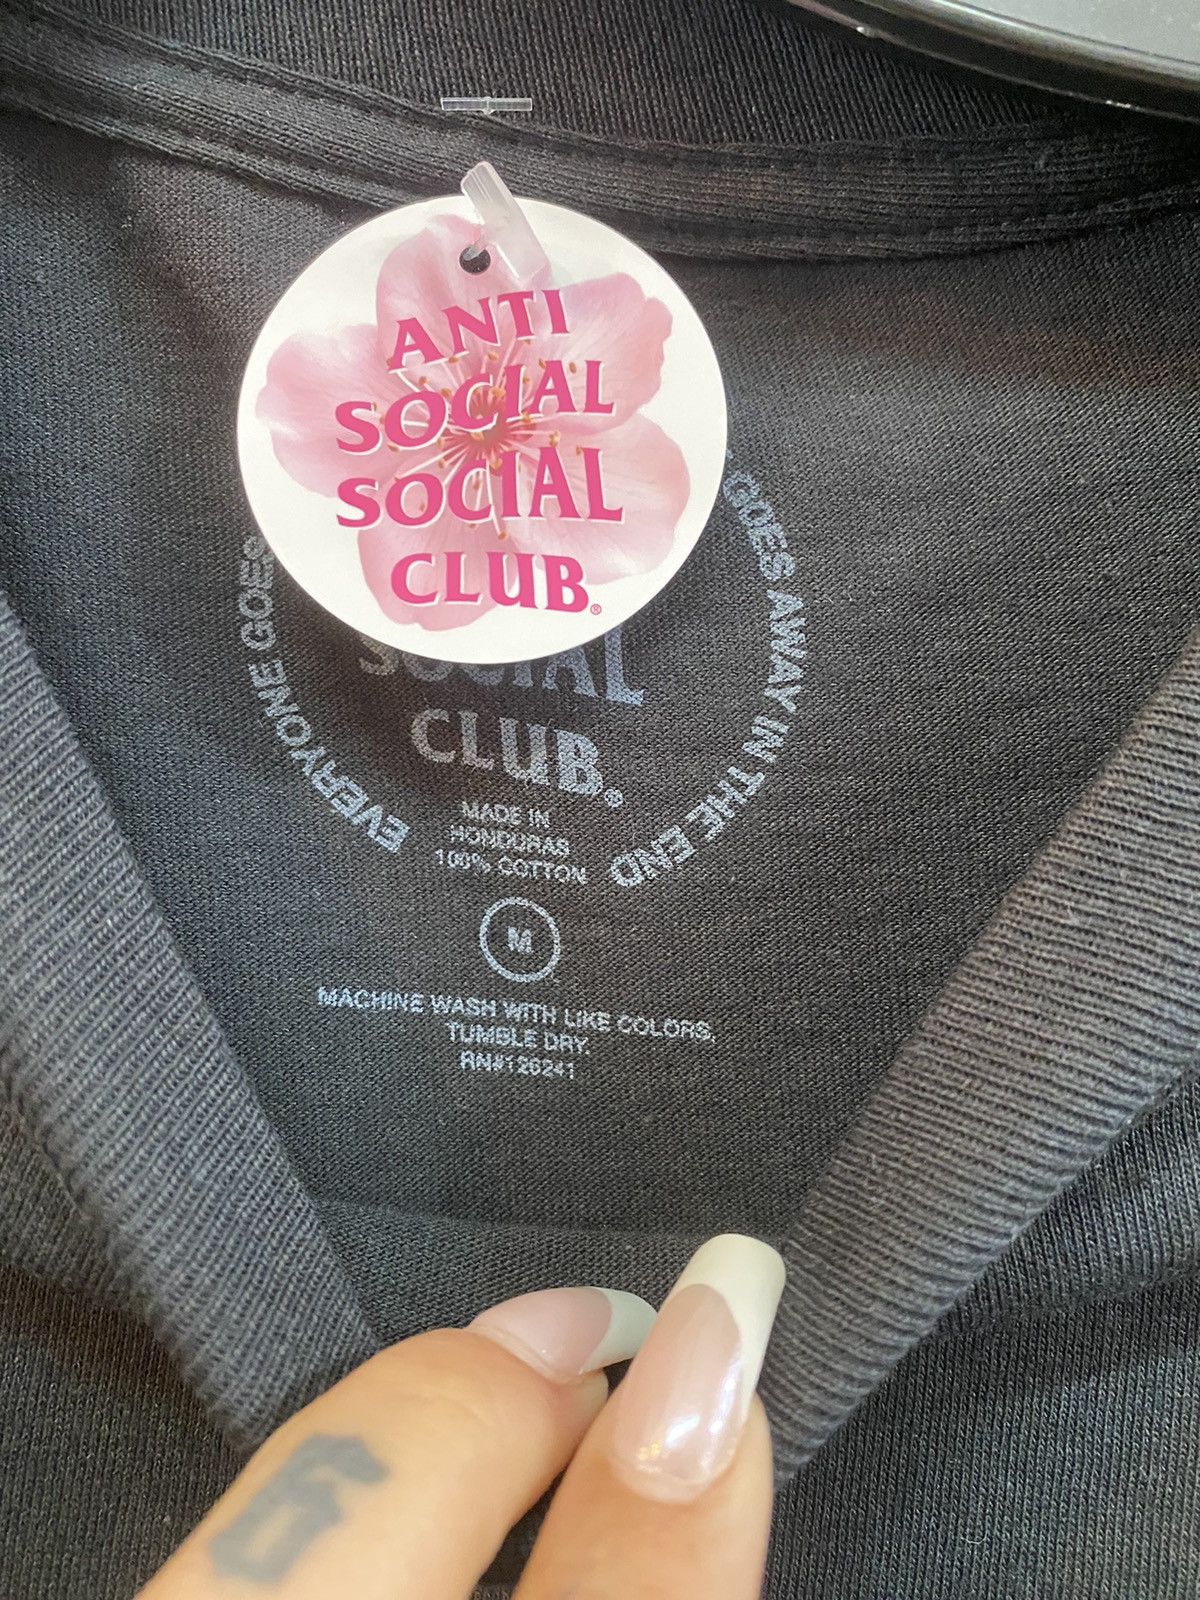 ANTI
SOCIAL
SOCIAL
CLUB®
EVERYONE GOES
GOES AWAY IN THE END
SOCIAL
CLUB®
MADE IN
HONDURAS
100% COTTON
M
MACHINE WASH WITH LIKE COLORS.
TUMBLE DRY.
RN#126241